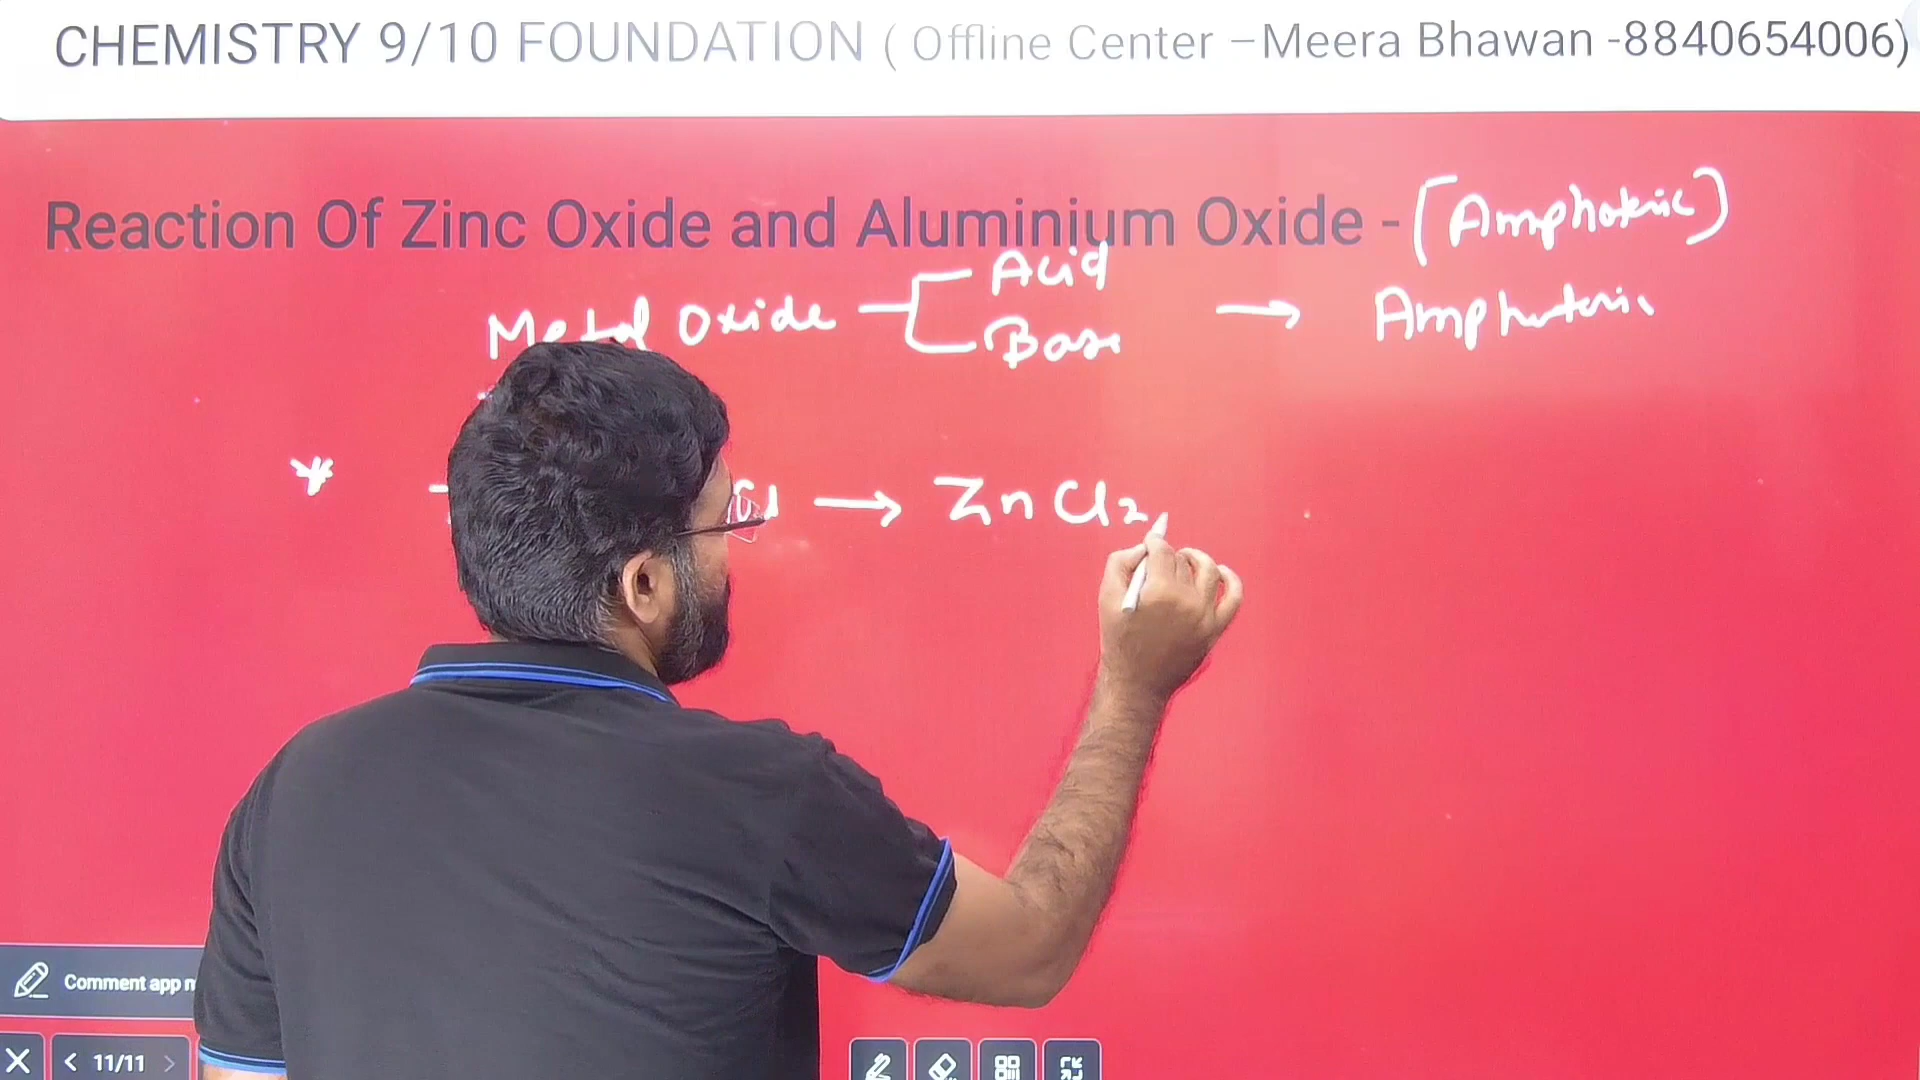 CHEMISTRY 9/10 FOUNDATION ( Offline Center –Meera Bhawan -8840654006)
Reaction Of Zinc Oxide and Aluminium Oxide - (Amphoteric)
Metal Oxide Acid Base → Amphoteric
* → ZnCl2
Comment app
11/11